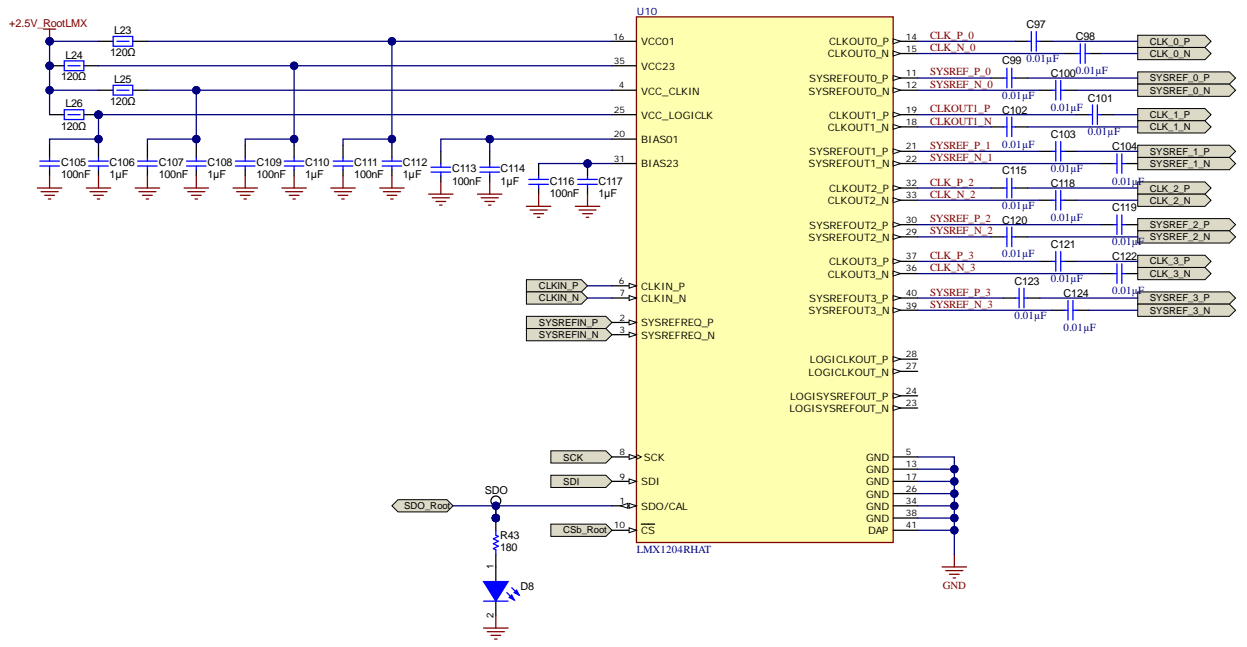 U10
+2.5V_RootLMX
L23
120Ω
L24
120Ω
L25
120Ω
L26
120Ω
C105
100nF
C106
1µF
C107
100nF
C108
1µF
C109
100nF
C110
1µF
C111
100nF
C112
1µF
C113
100nF
C114
1µF
C116
100nF
C117
1µF
16 VCC01
35 VCC23
4 VCC_CLKIN
25 VCC_LOGICLK
20 BIAS01
31 BIAS23
CLKIN_P 6 CLKIN_P
CLKIN_N 7 CLKIN_N
SYSREFIN_P 2 SYSREFREQ_P
SYSREFIN_N 3 SYSREFREQ_N
SCK 8 SCK
SDI 9 SDI
SDO
SDO_Root 1 SDO/CAL
CSb_Root 10 CS
R43
180
1
D8
2
LMX1204RHAT
CLKOUT0_P 14 CLK_P_0 C97 0.01µF CLK_0_P
CLKOUT0_N 15 CLK_N_0 C98 0.01µF CLK_0_N
SYSREFOUT0_P 11 SYSREF_P_0 C99 0.01µF SYSREF_0_P
SYSREFOUT0_N 12 SYSREF_N_0 C100 0.01µF SYSREF_0_N
CLKOUT1_P 19 CLKOUT1_P C101 0.01µF CLK_1_P
CLKOUT1_N 18 CLKOUT1_N C102 0.01µF CLK_1_N
SYSREFOUT1_P 21 SYSREF_P_1 C103 0.01µF SYSREF_1_P
SYSREFOUT1_N 22 SYSREF_N_1 C104 0.01µF SYSREF_1_N
CLKOUT2_P 32 CLK_P_2 C115 0.01µF CLK_2_P
CLKOUT2_N 33 CLK_N_2 C118 0.01µF CLK_2_N
SYSREFOUT2_P 30 SYSREF_P_2 C119 0.01µF SYSREF_2_P
SYSREFOUT2_N 29 SYSREF_N_2 C120 0.01µF SYSREF_2_N
CLKOUT3_P 37 CLK_P_3 C121 0.01µF CLK_3_P
CLKOUT3_N 36 CLK_N_3 C122 0.01µF CLK_3_N
SYSREFOUT3_P 40 SYSREF_P_3 C123 0.01µF SYSREF_3_P
SYSREFOUT3_N 39 SYSREF_N_3 C124 0.01µF SYSREF_3_N
LOGICLKOUT_P 28
LOGICLKOUT_N 27
LOGISYSREFOUT_P 24
LOGISYSREFOUT_N 23
GND 5
GND 13
GND 17
GND 26
GND 34
GND 38
DAP 41
GND